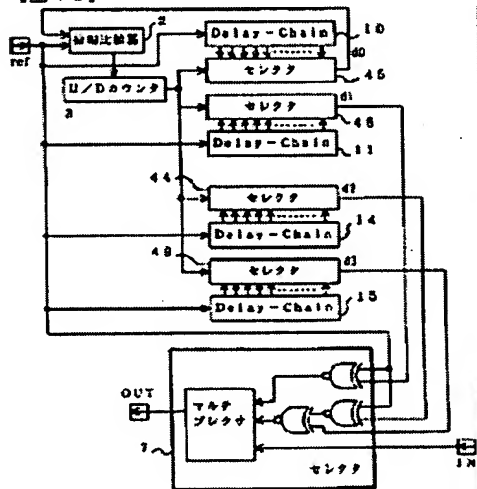 2
ref
位相比較器
U/Dカウンタ
3
Delay-Chain
10
d0
セレクタ
45
セレクタ
d1
46
Delay-Chain
11
44
セレクタ
d2
Delay-Chain
14
49
セレクタ
d3
Delay-Chain
15
OUT
マルチ
プレクサ
7
セレクタ
IN